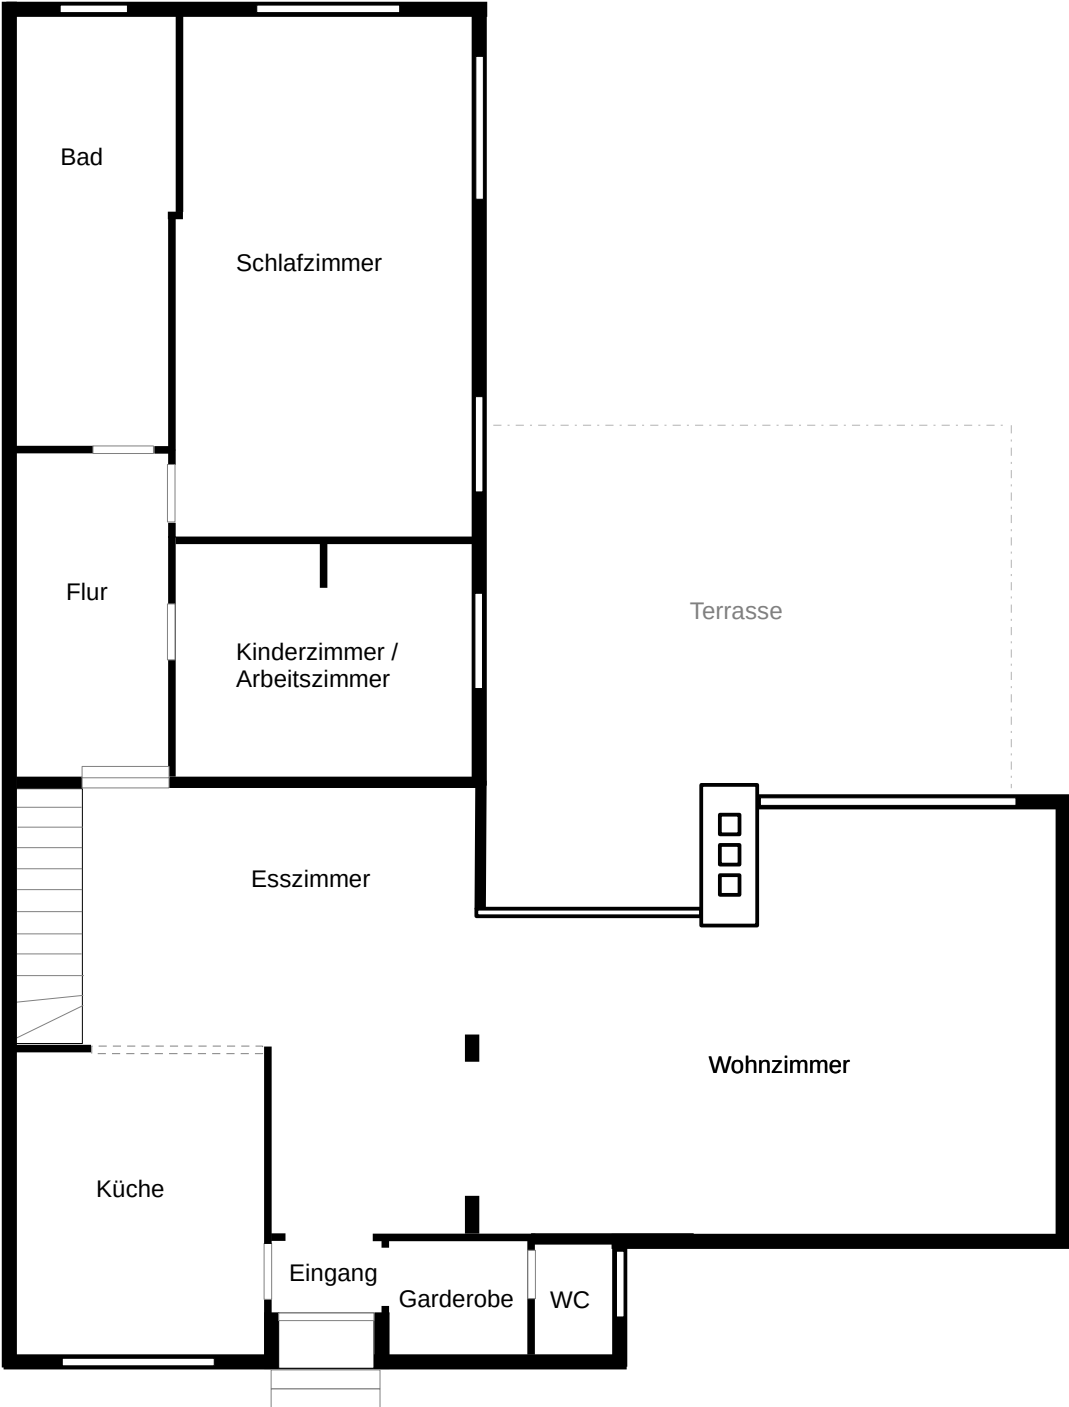 Bad
Schlafzimmer
Flur
Terrasse
Kinderzimmer /
Arbeitszimmer
Esszimmer
Wohnzimmer
Küche
Eingang
Garderobe
WC